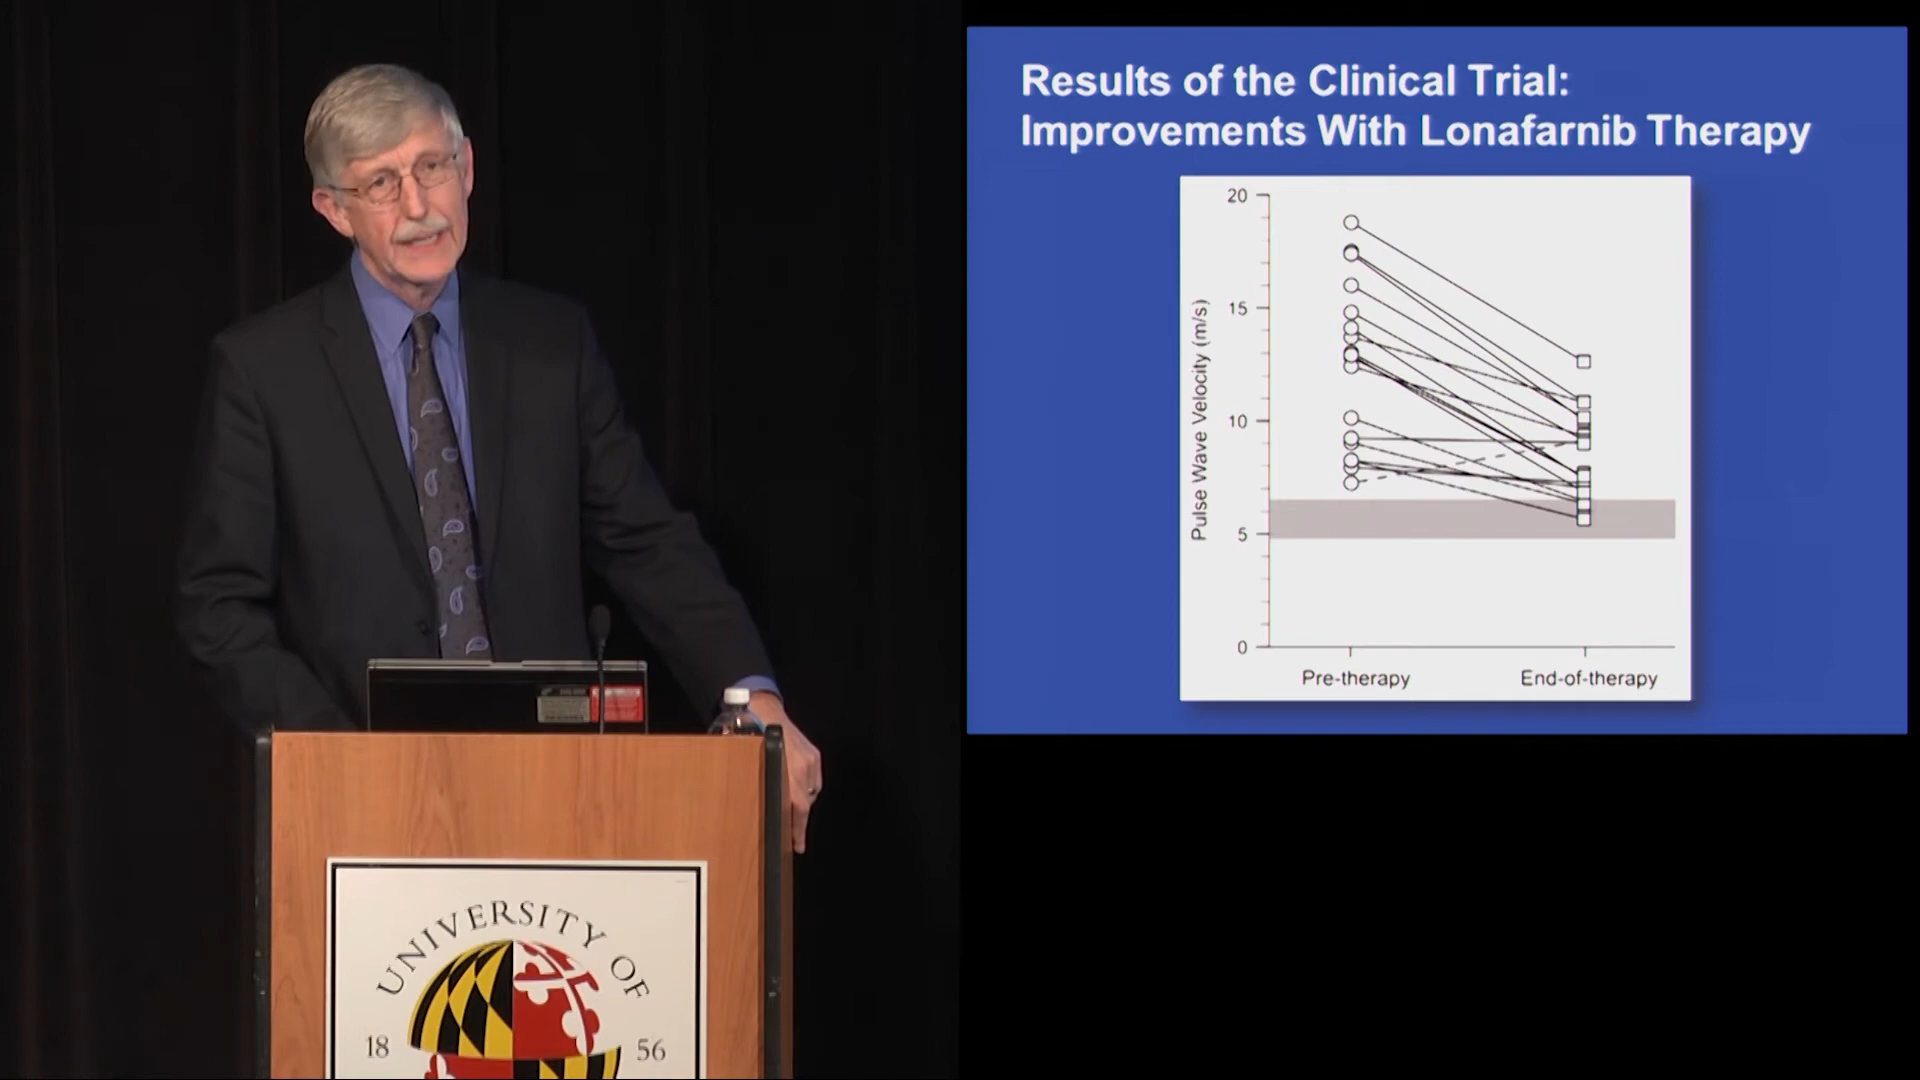 Results of the Clinical Trial:
Improvements With Lonafarnib Therapy
Pulse Wave Velocity (m/s)
20
15
10
5
0
Pre-therapy
End-of-therapy
UNIVERSITY OF
18 56